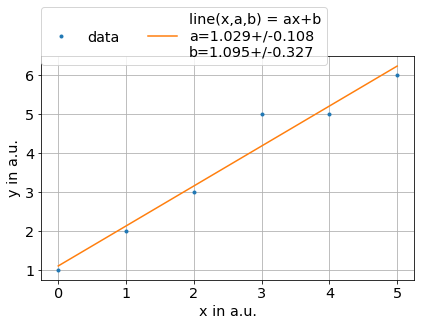 data
line(x,a,b) = ax+b
a=1.029+/-0.108
b=1.095+/-0.327
6
5
4
3
2
1
y in a.u.
0 1 2 3 4 5
x in a.u.